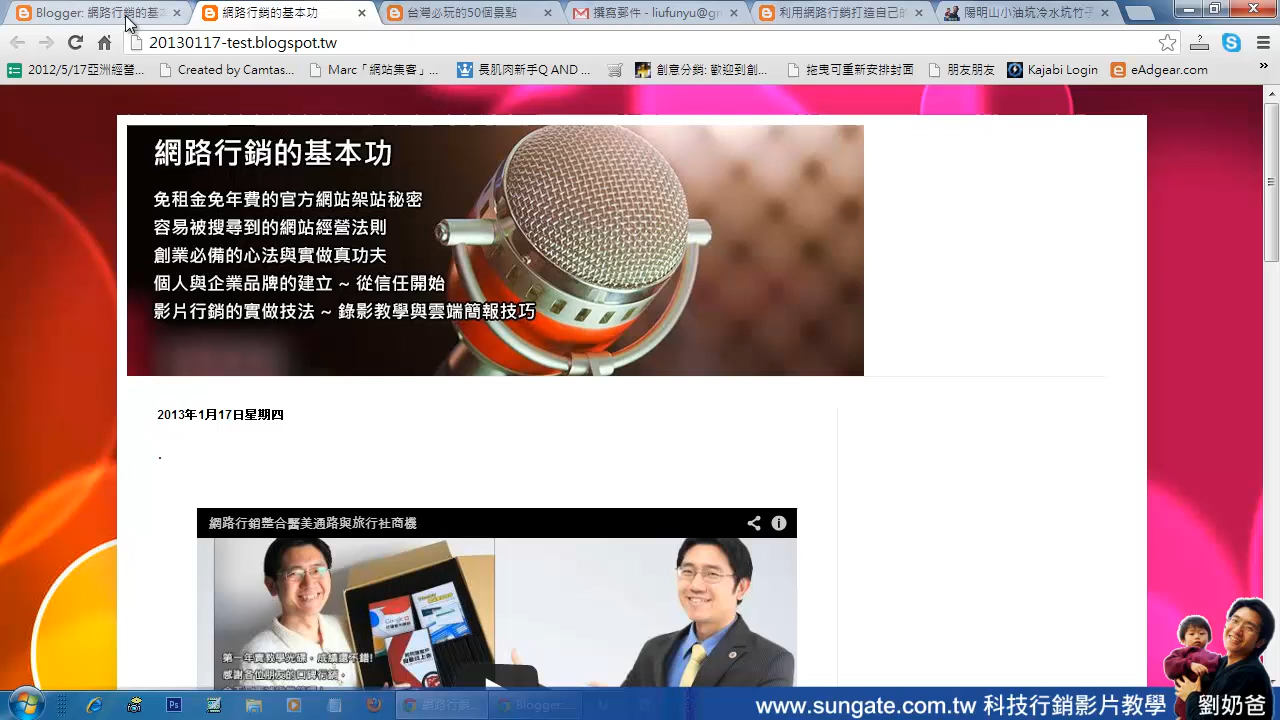 Blogger: 網路行銷的基本
網路行銷的基本功
台灣必玩的50個景點
撰寫郵件 - liufunyu@gm
利用網路行銷打造自己的
陽明山小油坑冷水坑竹子
20130117-test.blogspot.tw
2012/5/17亞洲經營...
Created by Camtas...
Marc「網站集客」...
長肌肉新手Q AND ...
創意分銷: 歡迎到創...
拖曳可重新安排封面
朋友朋友
Kajabi Login
eAdgear.com
網路行銷的基本功
免租金免年費的官方網站架站秘密
容易被搜尋到的網站經營法則
創業必備的心法與實做真功夫
個人與企業品牌的建立 ~ 從信任開始
影片行銷的實做技法 ~ 錄影教學與雲端簡報技巧
2013年1月17日星期四
.
網路行銷整合醫美通路與旅行社商機
第一年賣教學光碟，成績還不錯!
感謝各位朋友的口碑行銷，
網路行銷...
Blogger:...
www.sungate.com.tw 科技行銷影片教學
劉奶爸